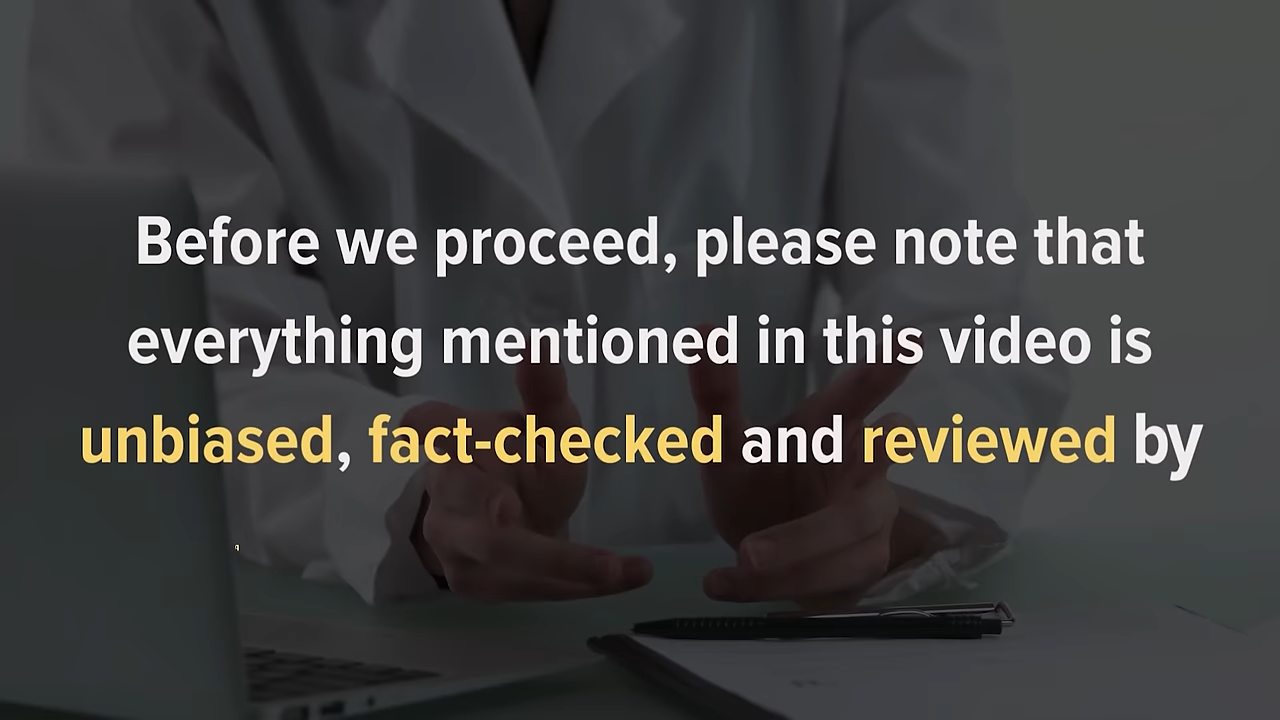 Before we proceed, please note that
everything mentioned in this video is
unbiased, fact-checked and reviewed by